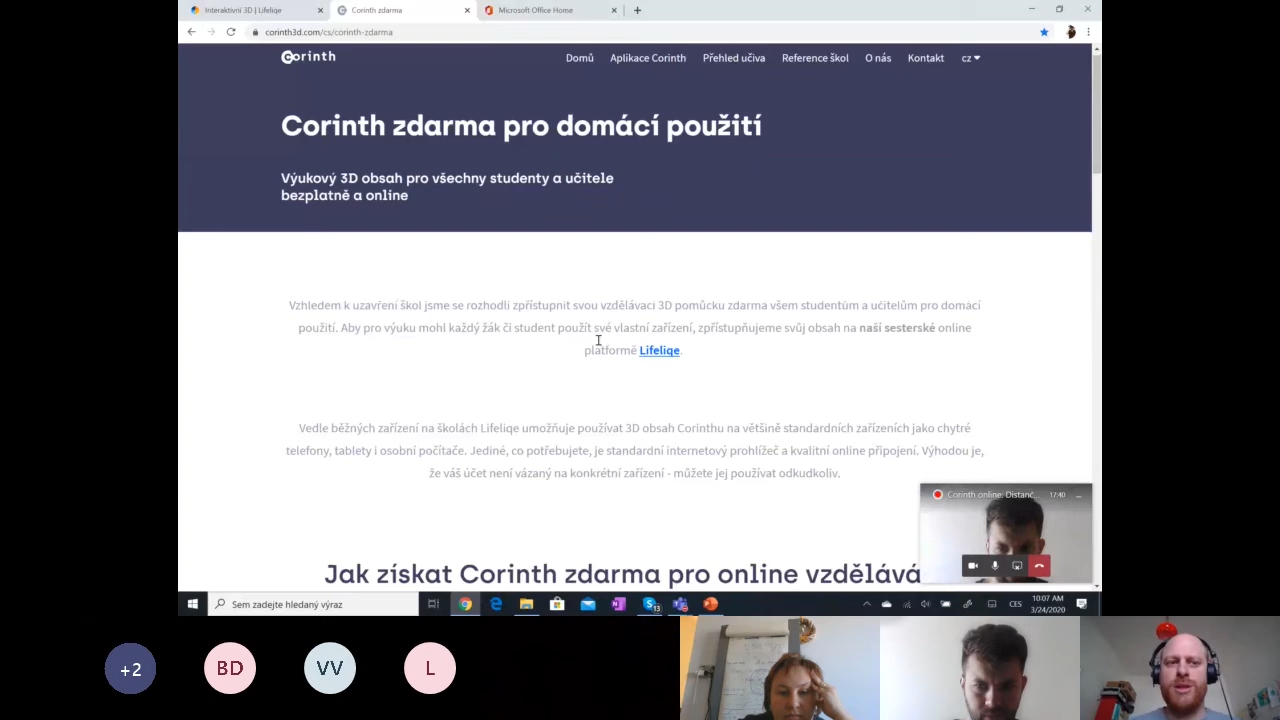 Interaktivní 3D | Lifeliqe
Corinth zdarma
Microsoft Office Home
corinth3d.com/cs/corinth-zdarma
Corinth
Domů
Aplikace Corinth
Přehled učiva
Reference škol
O nás
Kontakt
cz
Corinth zdarma pro domácí použití
Výukový 3D obsah pro všechny studenty a učitele
bezplatně a online
Vzhledem k uzavření škol jsme se rozhodli zpřístupnit svou vzdělávací 3D pomůcku zdarma všem studentům a učitelům pro domácí
použití. Aby pro výuku mohl každý žák či student použít své vlastní zařízení, zpřístupňujeme svůj obsah na naší sesterské online
platformě Lifeliqe.
Vedle běžných zařízení na školách Lifeliqe umožňuje používat 3D obsah Corinthu na většině standardních zařízeních jako chytré
telefony, tablety i osobní počítače. Jediné, co potřebujete, je standardní internetový prohlížeč a kvalitní online připojení. Výhodou je,
že váš účet není vázaný na konkrétní zařízení - můžete jej používat odkudkoliv.
Corinth online: Distanč...
17:40
Jak získat Corinth zdarma pro online vzdělává
Sem zadejte hledaný výraz
13
CES
10:07 AM
3/24/2020
+2
BD
VV
L